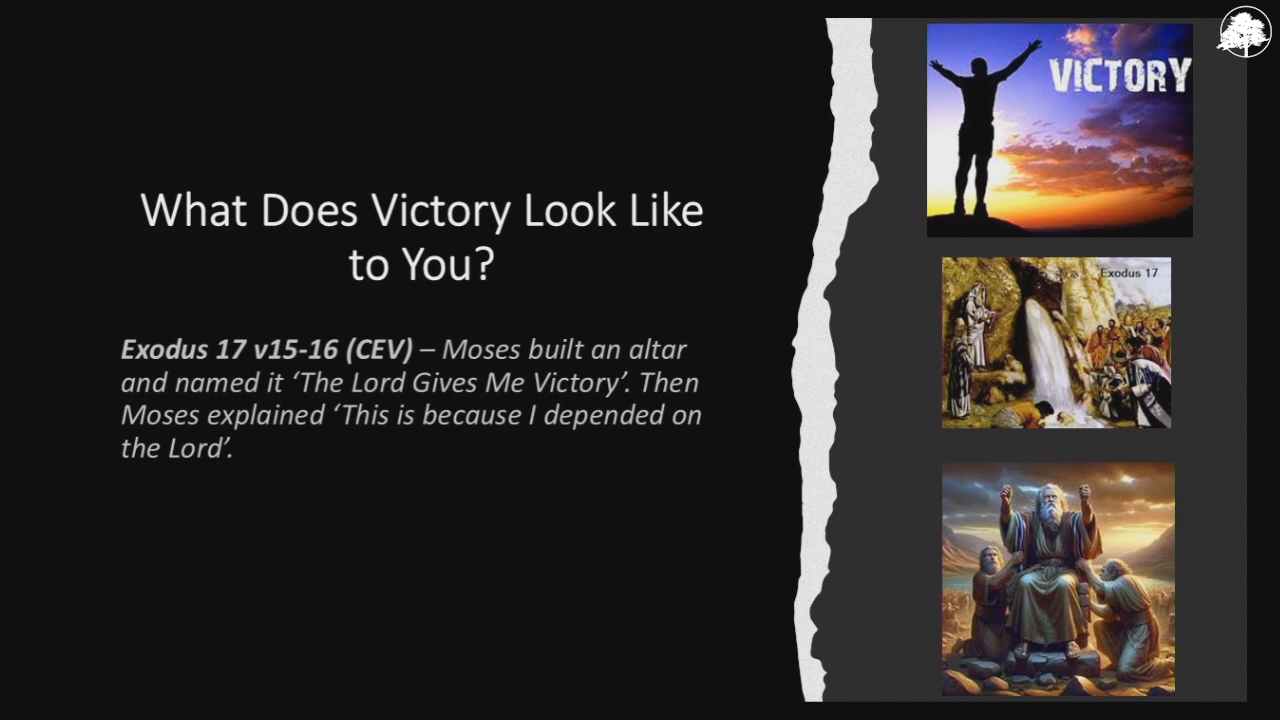 What Does Victory Look Like
to You?
Exodus 17 v15-16 (CEV) – Moses built an altar
and named it ‘The Lord Gives Me Victory’. Then
Moses explained ‘This is because I depended on
the Lord’.
VICTORY
Exodus 17